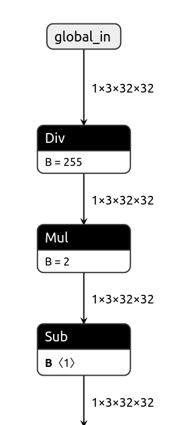 global_in
1×3×32×32
Div
B = 255
1×3×32×32
Mul
B = 2
1×3×32×32
Sub
B 〈1〉
1×3×32×32